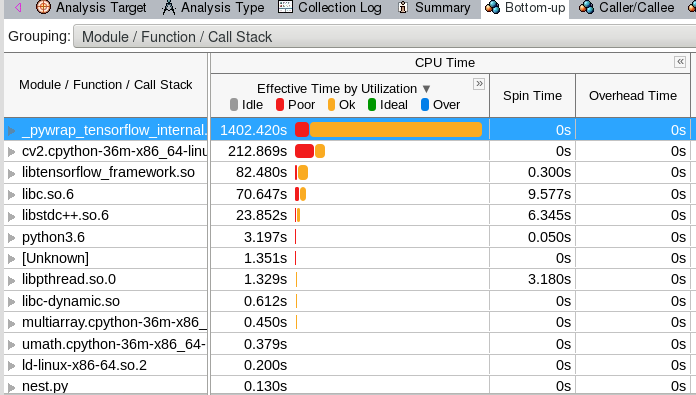 Analysis Target Analysis Type Collection Log Summary Bottom-up Caller/Callee
Grouping: Module / Function / Call Stack
CPU Time «
Module / Function / Call Stack
Effective Time by Utilization ▼ »
Idle Poor Ok Ideal Over
Spin Time
Overhead Time
_pywrap_tensorflow_internal. 1402.420s 0s 0s
cv2.cpython-36m-x86_64-linu 212.869s 0s 0s
libtensorflow_framework.so 82.480s 0.300s 0s
libc.so.6 70.647s 9.577s 0s
libstdc++.so.6 23.852s 6.345s 0s
python3.6 3.197s 0.050s 0s
[Unknown] 1.351s 0s 0s
libpthread.so.0 1.329s 3.180s 0s
libc-dynamic.so 0.612s 0s 0s
multiarray.cpython-36m-x86_ 0.450s 0s 0s
umath.cpython-36m-x86_64- 0.379s 0s 0s
ld-linux-x86-64.so.2 0.200s 0s 0s
nest.py 0.130s 0s 0s